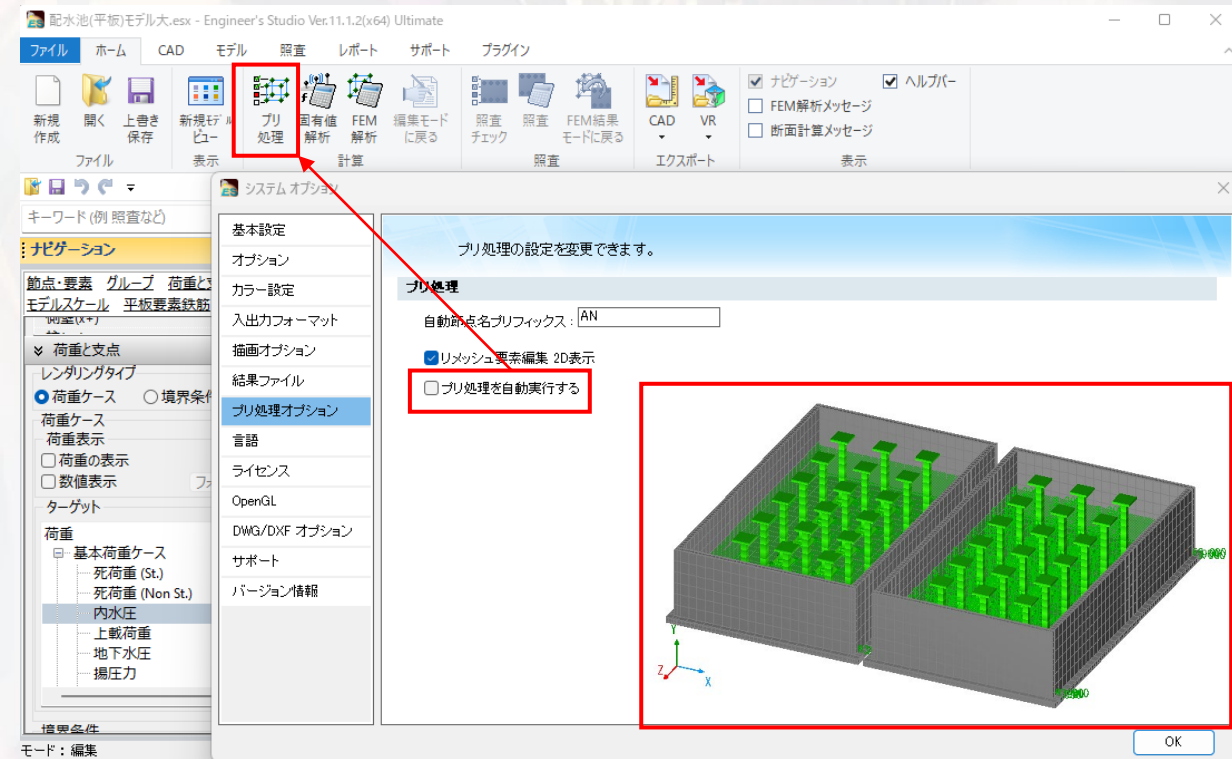 配水池(平板)モデル大.esx - Engineer's Studio Ver.11.1.2(x64) Ultimate
ファイル ホーム CAD モデル 照査 レポート サポート プラグイン
新規作成 開く 上書き保存 新規モデルビュー プリ処理 固有値解析 FEM解析 編集モードに戻る 照査チェック 照査 FEM結果モードに戻る CAD VR
ナビゲーション ヘルプバー
FEM解析メッセージ
断面計算メッセージ
ファイル 表示 計算 照査 エクスポート 表示
キーワード (例 照査など)
ナビゲーション
節点・要素 グループ
モデルスケール 平板要素鉄筋
側壁(X+)
荷重と支点
レンダリングタイプ
荷重ケース
荷重ケース
荷重表示
荷重の表示
数値表示
ターゲット
荷重
基本荷重ケース
死荷重 (St.)
死荷重 (Non St.)
内水圧
上載荷重
地下水圧
揚圧力
境界条件
モード : 編集
システム オプション
基本設定
オプション
カラー設定
入出力フォーマット
描画オプション
結果ファイル
プリ処理オプション
言語
ライセンス
OpenGL
DWG/DXF オプション
サポート
バージョン情報
プリ処理の設定を変更できます。
プリ処理
自動節点名プリフィックス : AN
リメッシュ要素編集 2D表示
プリ処理を自動実行する
Y
Z
X
OK